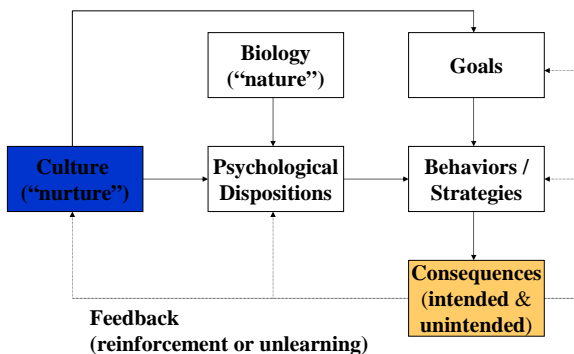 Biology
(“nature”)
Goals
Culture
(“nurture”)
Psychological
Dispositions
Behaviors /
Strategies
Consequences
(intended &
unintended)
Feedback
(reinforcement or unlearning)